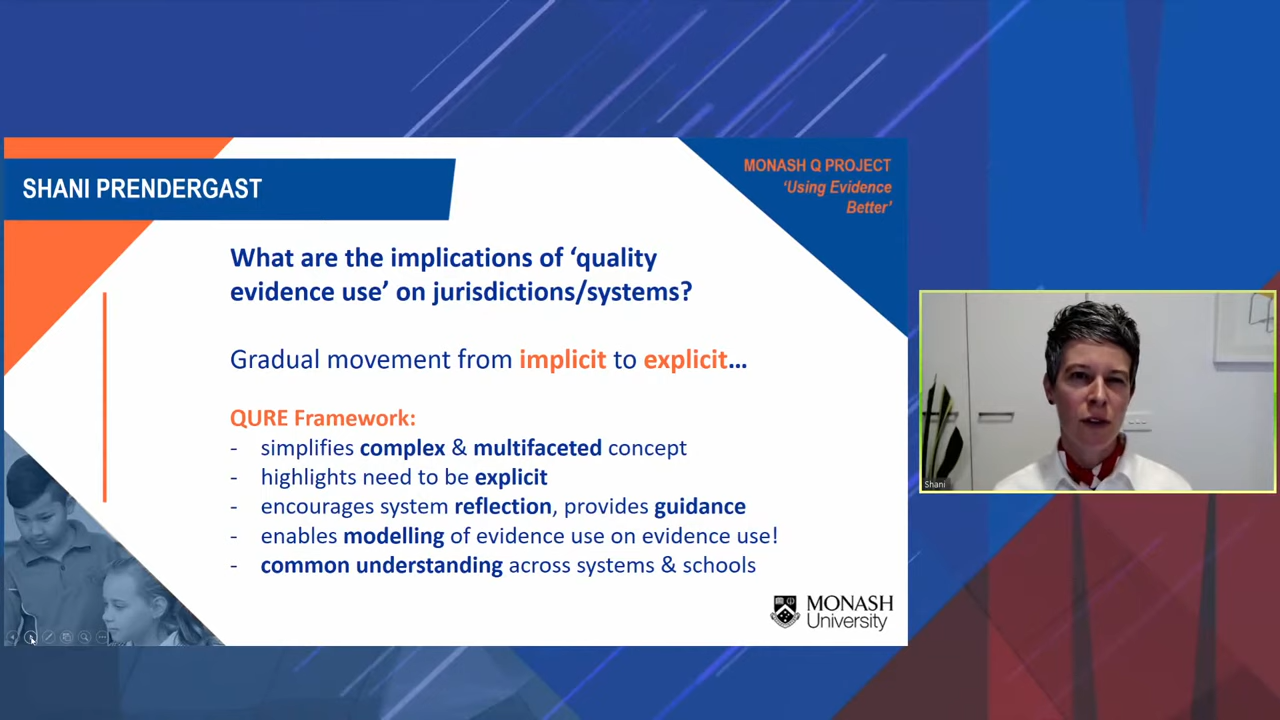 SHANI PRENDERGAST
MONASH Q PROJECT
‘Using Evidence
Better’
What are the implications of ‘quality
evidence use’ on jurisdictions/systems?
Gradual movement from implicit to explicit...
QURE Framework:
- simplifies complex & multifaceted concept
- highlights need to be explicit
- encourages system reflection, provides guidance
- enables modelling of evidence use on evidence use!
- common understanding across systems & schools
MONASH
University
Shani